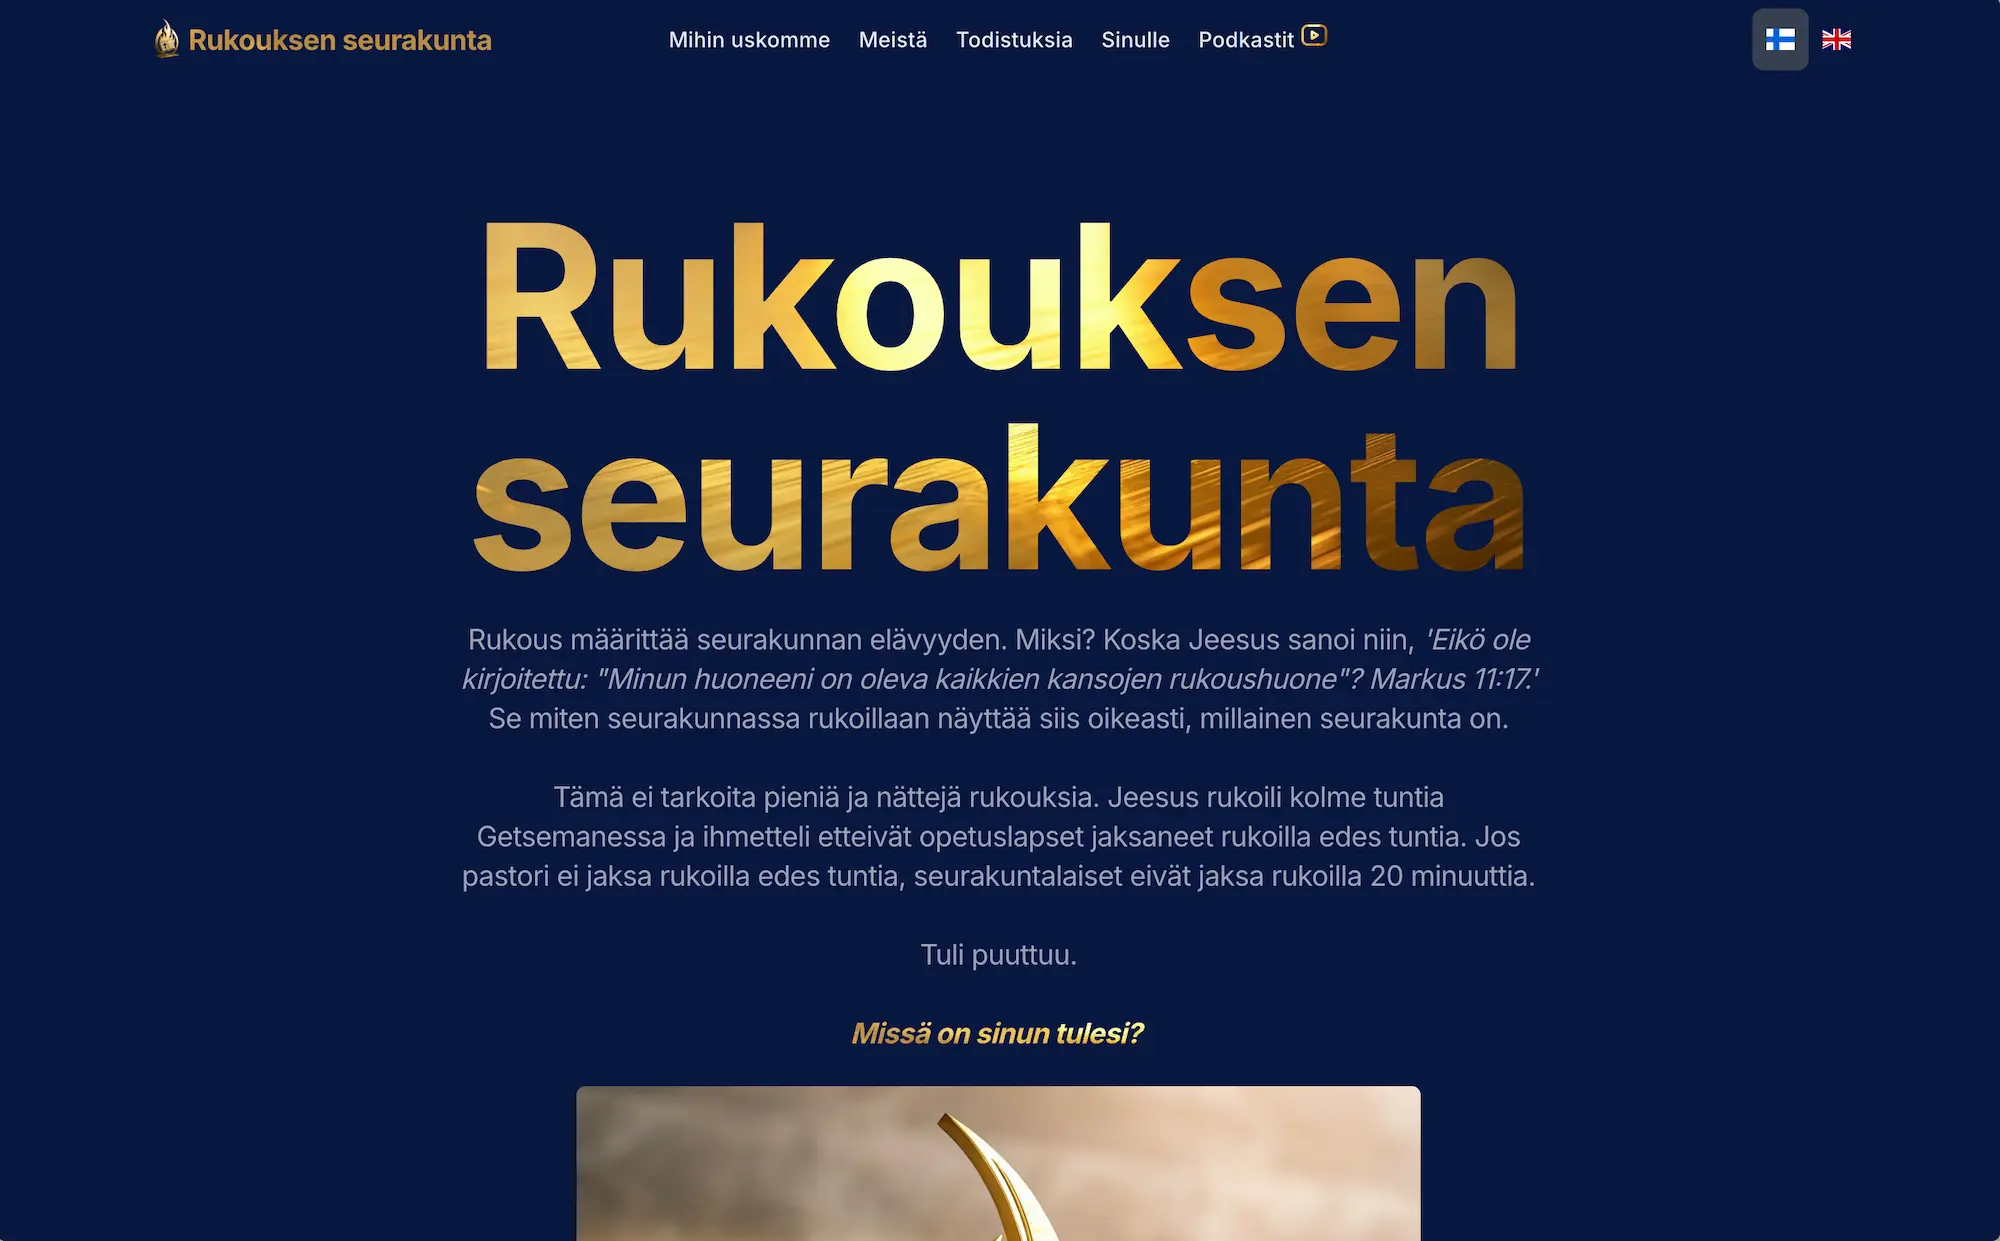 Rukouksen seurakunta
Mihin uskomme Meistä Todistuksia Sinulle Podkastit
Rukouksen
seurakunta
Rukous määrittää seurakunnan elävyyden. Miksi? Koska Jeesus sanoi niin, 'Eikö ole
kirjoitettu: "Minun huoneeni on oleva kaikkien kansojen rukoushuone"? Markus 11:17.'
Se miten seurakunnassa rukoillaan näyttää siis oikeasti, millainen seurakunta on.
Tämä ei tarkoita pieniä ja nättejä rukouksia. Jeesus rukoili kolme tuntia
Getsemanessa ja ihmetteli etteivät opetuslapset jaksaneet rukoilla edes tuntia. Jos
pastori ei jaksa rukoilla edes tuntia, seurakuntalaiset eivät jaksa rukoilla 20 minuuttia.
Tuli puuttuu.
Missä on sinun tulesi?